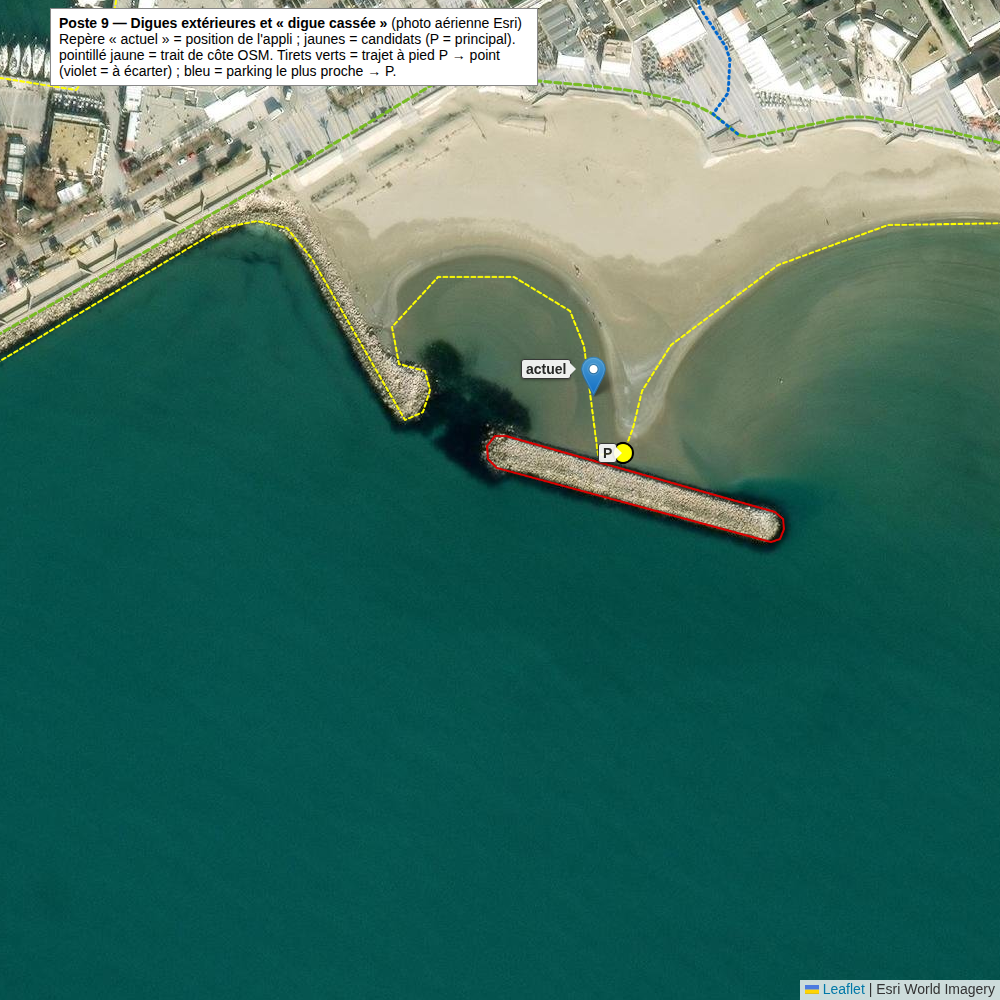 Poste 9 — Digues extérieures et « digue cassée » (photo aérienne Esri)
Repère « actuel » = position de l'appli ; jaunes = candidats (P = principal).
pointillé jaune = trait de côte OSM. Tirets verts = trajet à pied P → point
(violet = à écarter) ; bleu = parking le plus proche → P.
actuel
P
Leaflet | Esri World Imagery